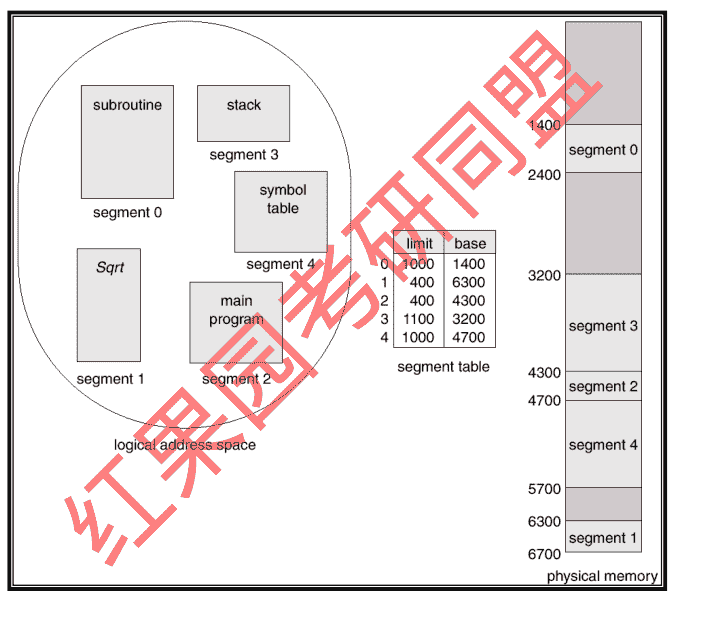 subroutine
stack
segment 3
segment 0
symbol
table
segment 4
Sqrt
main
program
segment 1
segment 2
logical address space
limit base
0 1000 1400
1 400 6300
2 400 4300
3 1100 3200
4 1000 4700
segment table
1400
segment 0
2400
3200
segment 3
4300
segment 2
4700
segment 4
5700
6300
segment 1
6700
physical memory
红果园考研同盟